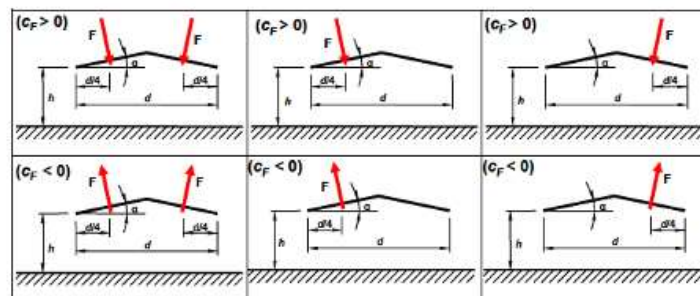 (cF > 0)
F
F
α
d/4
d/4
h
d
(cF > 0)
F
α
d/4
h
d
(cF > 0)
F
α
d/4
h
d
(cF < 0)
F
F
α
d/4
d/4
h
d
(cF < 0)
F
α
d/4
h
d
(cF < 0)
F
α
d/4
h
d